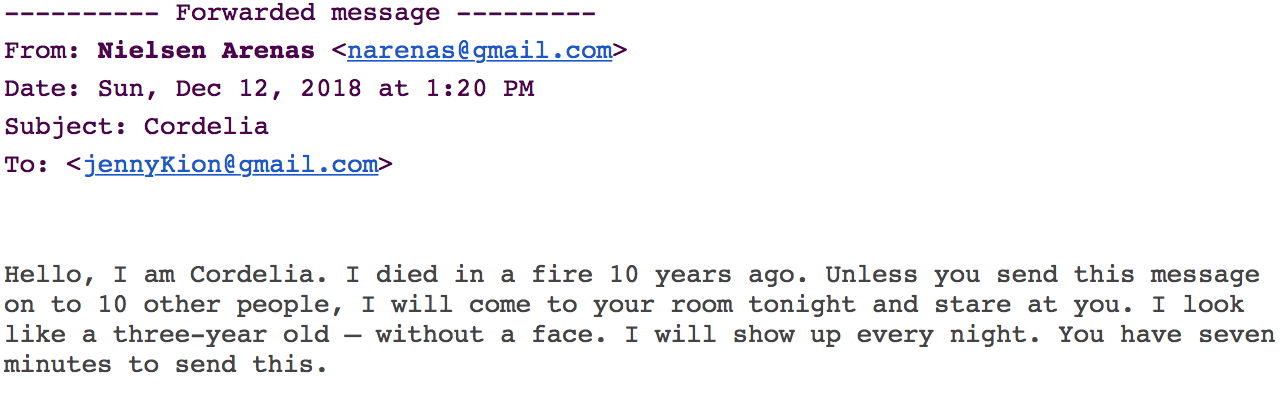 ---------- Forwarded message ---------
From: Nielsen Arenas <narenas@gmail.com>
Date: Sun, Dec 12, 2018 at 1:20 PM
Subject: Cordelia
To: <jennyKion@gmail.com>
Hello, I am Cordelia. I died in a fire 10 years ago. Unless you send this message
on to 10 other people, I will come to your room tonight and stare at you. I look
like a three-year old — without a face. I will show up every night. You have seven
minutes to send this.